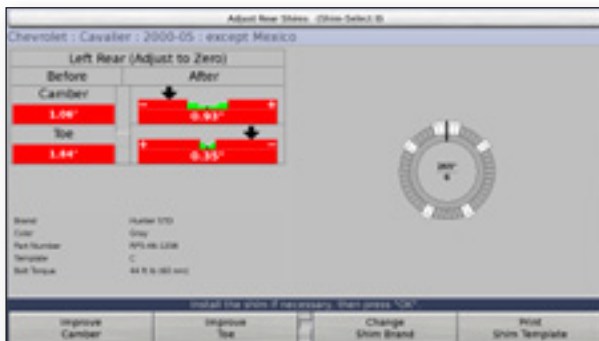 Adjust Rear Shims. (Shim-Select II)
Chevrolet : Cavalier : 2000-05 : except Mexico
Left Rear (Adjust to Zero)
Before After
Camber
1.06° - 0.93° +
Toe
1.44° + 0.35° -
Brand Hunter STD
Color Gray
Part Number
Template C
Bolt Torque
Install the shim if necessary, then press "OK".
Improve Camber
Improve Toe
Change Shim Brand
Print Shim Template